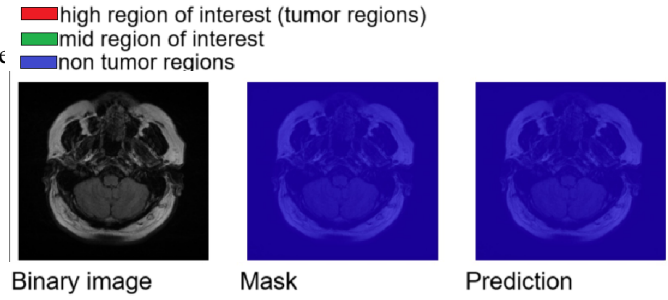 high region of interest (tumor regions)
mid region of interest
e
non tumor regions
Binary image Mask Prediction